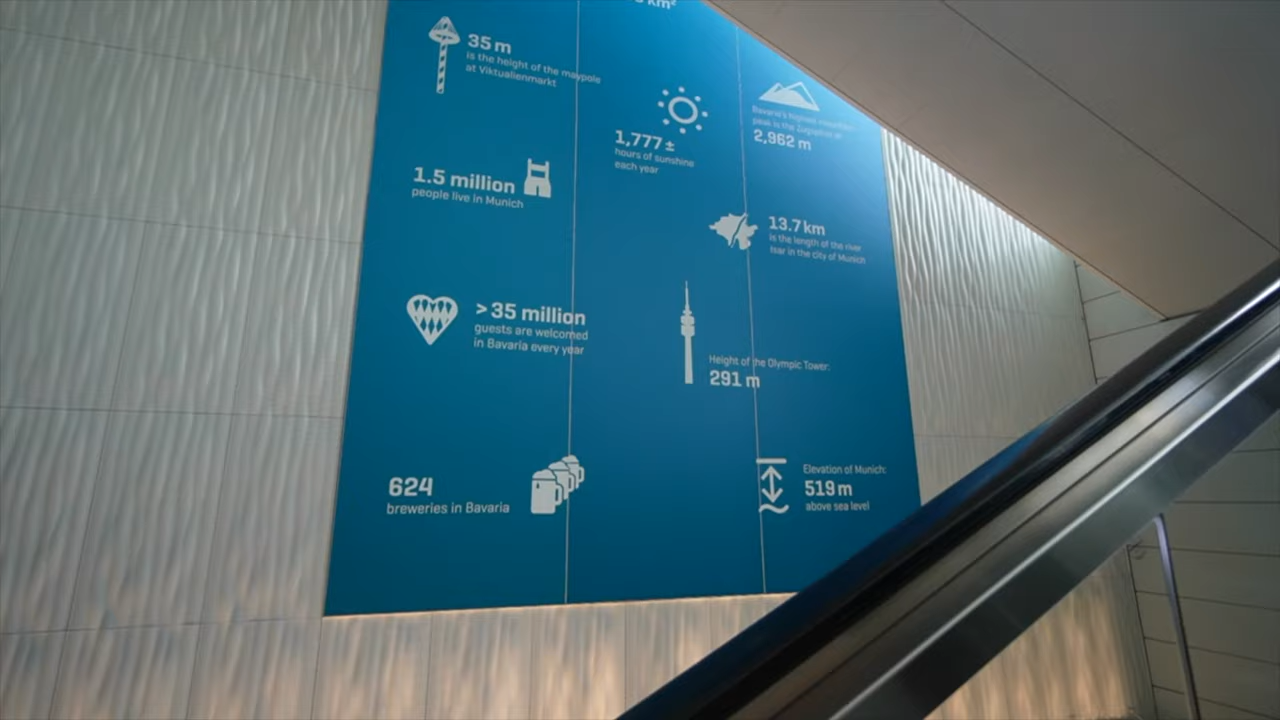 km²
35 m
is the height of the maypole
at Viktualienmarkt
1,777 ±
hours of sunshine
each year
Bavaria's highest mountain
peak is the Zugspitze at
2,962 m
1.5 million
people live in Munich
13.7 km
is the length of the river
Isar in the city of Munich
> 35 million
guests are welcomed
in Bavaria every year
Height of the Olympic Tower:
291 m
624
breweries in Bavaria
Elevation of Munich:
519 m
above sea level